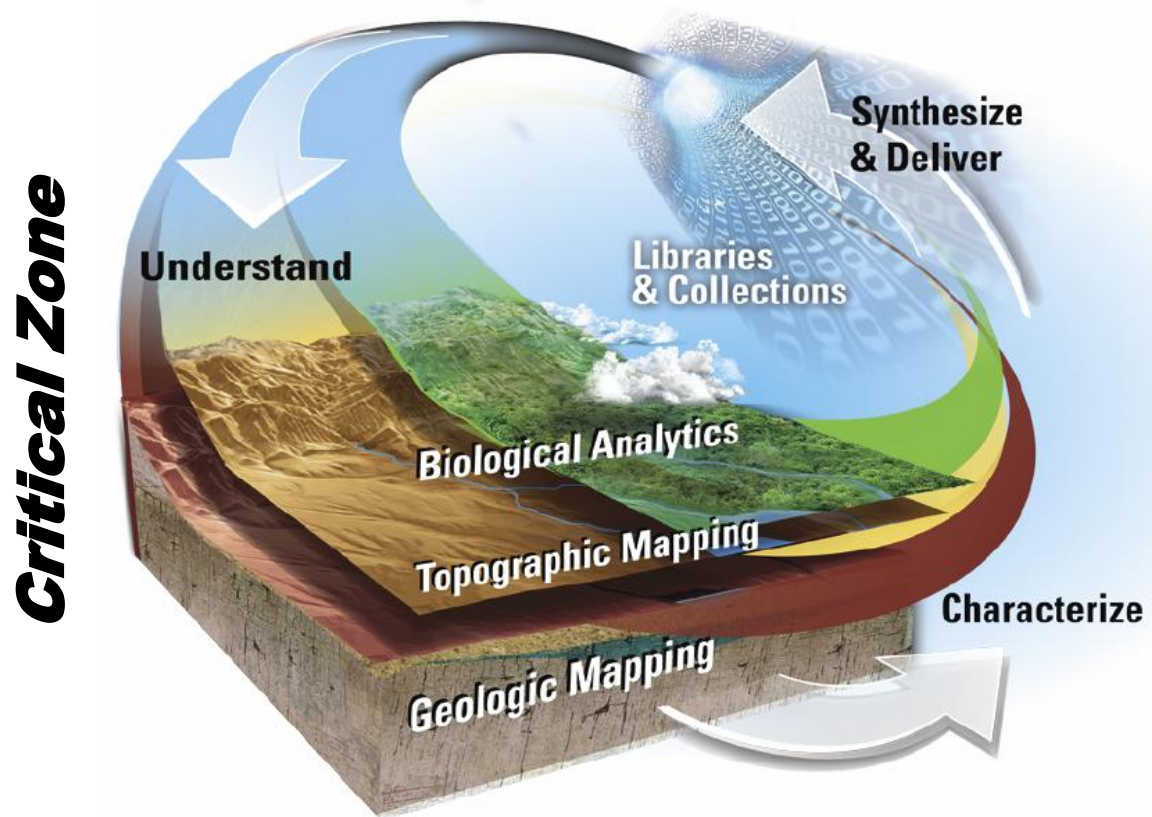 Critical Zone
Synthesize
& Deliver
Understand
Libraries
& Collections
Biological Analytics
Topographic Mapping
Characterize
Geologic Mapping